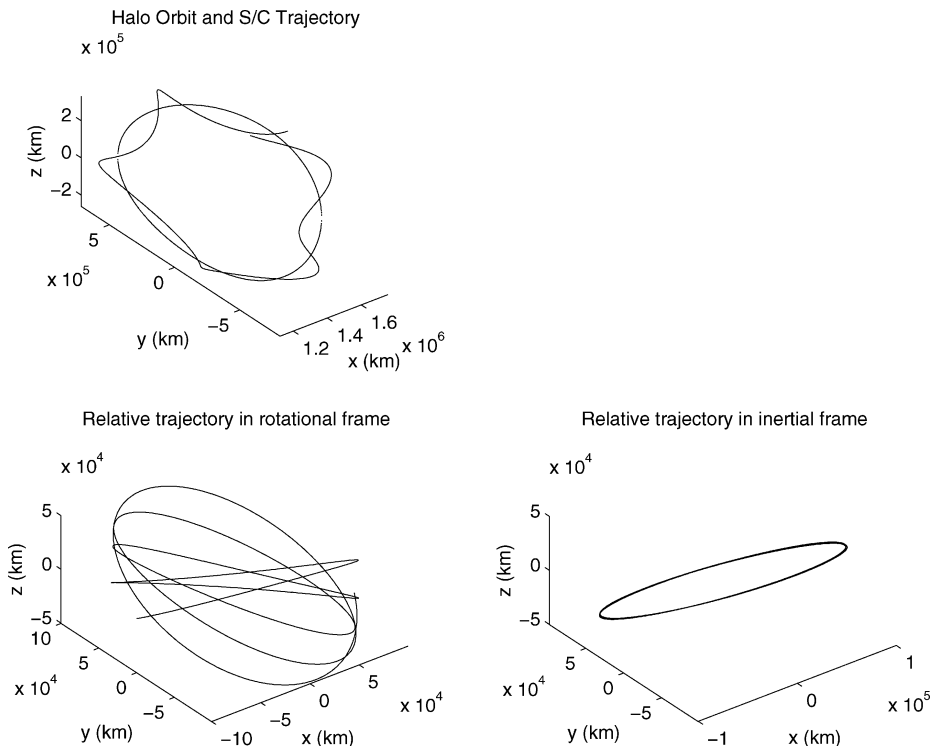 Halo Orbit and S/C Trajectory
x 10^5
2
0
−2
z (km)
5
0
−5
x 10^5
y (km)
1.2
1.4
1.6
x 10^6
x (km)
Relative trajectory in rotational frame
x 10^4
5
0
−5
z (km)
10
5
0
−5
x 10^4
y (km)
−10
−5
0
5
x 10^4
x (km)
Relative trajectory in inertial frame
x 10^4
5
0
−5
z (km)
5
0
−5
x 10^4
y (km)
−1
0
1
x 10^5
x (km)